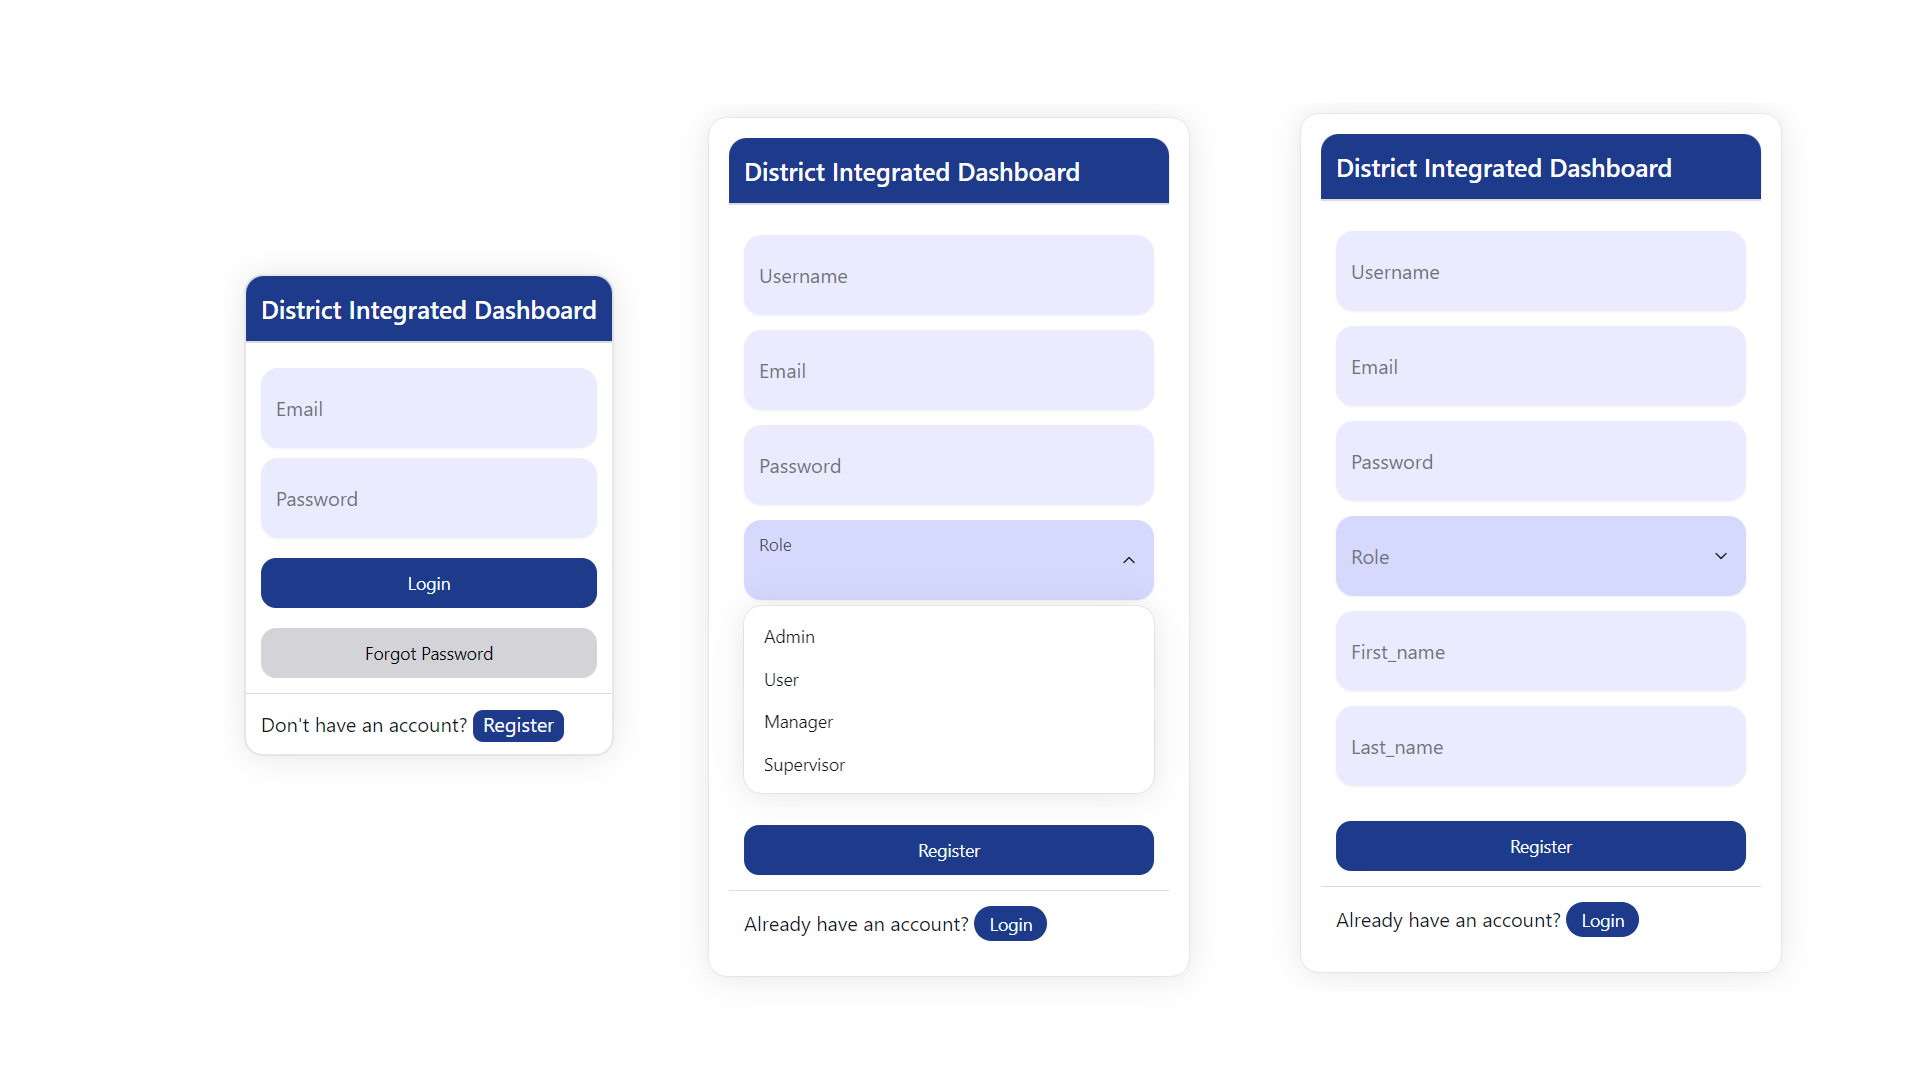 District Integrated Dashboard
Email
Password
Login
Forgot Password
Don't have an account? Register
District Integrated Dashboard
Username
Email
Password
Role
Admin
User
Manager
Supervisor
Register
Already have an account? Login
District Integrated Dashboard
Username
Email
Password
Role
First_name
Last_name
Register
Already have an account? Login